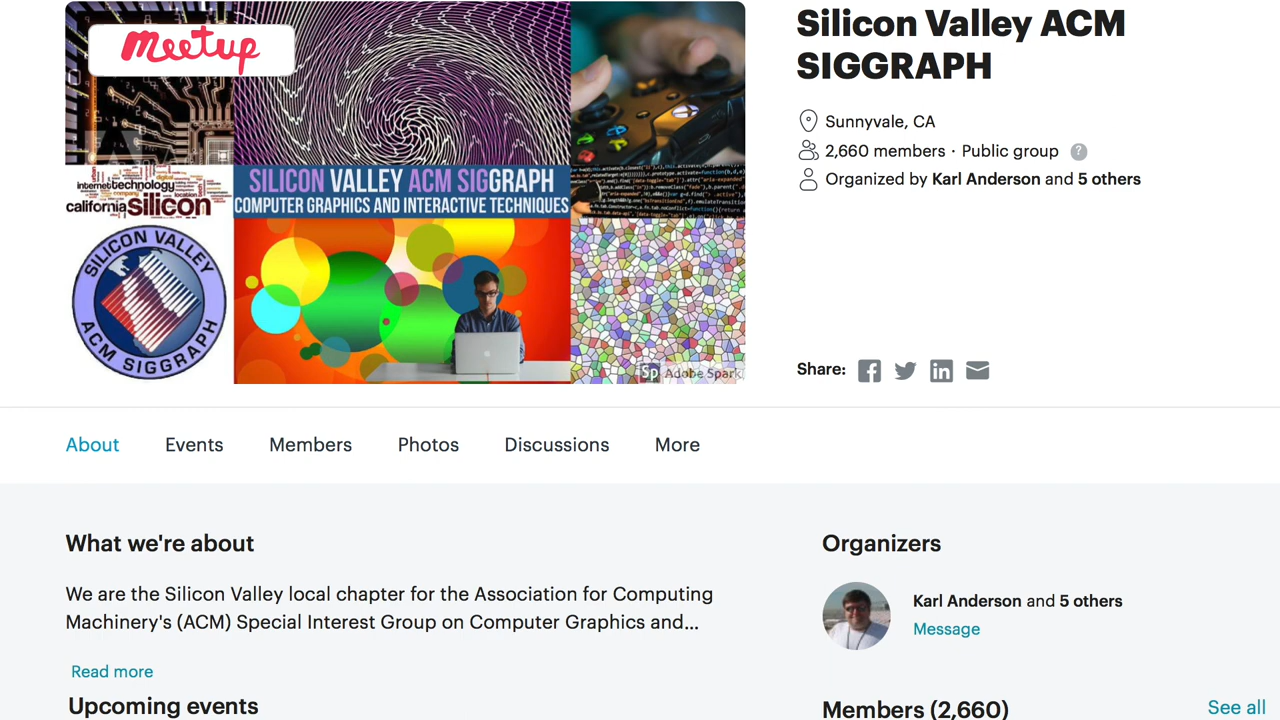 meetup
Silicon Valley ACM
SIGGRAPH
Sunnyvale, CA
2,660 members · Public group ?
Organized by Karl Anderson and 5 others
internet technology
california silicon
SILICON VALLEY ACM SIGGRAPH
COMPUTER GRAPHICS AND INTERACTIVE TECHNIQUES
SILICON VALLEY
ACM SIGGRAPH
Sp Adobe Spark
Share:
About Events Members Photos Discussions More
What we're about
We are the Silicon Valley local chapter for the Association for Computing
Machinery's (ACM) Special Interest Group on Computer Graphics and...
Read more
Upcoming events
Organizers
Karl Anderson and 5 others
Message
Members (2,660)
See all